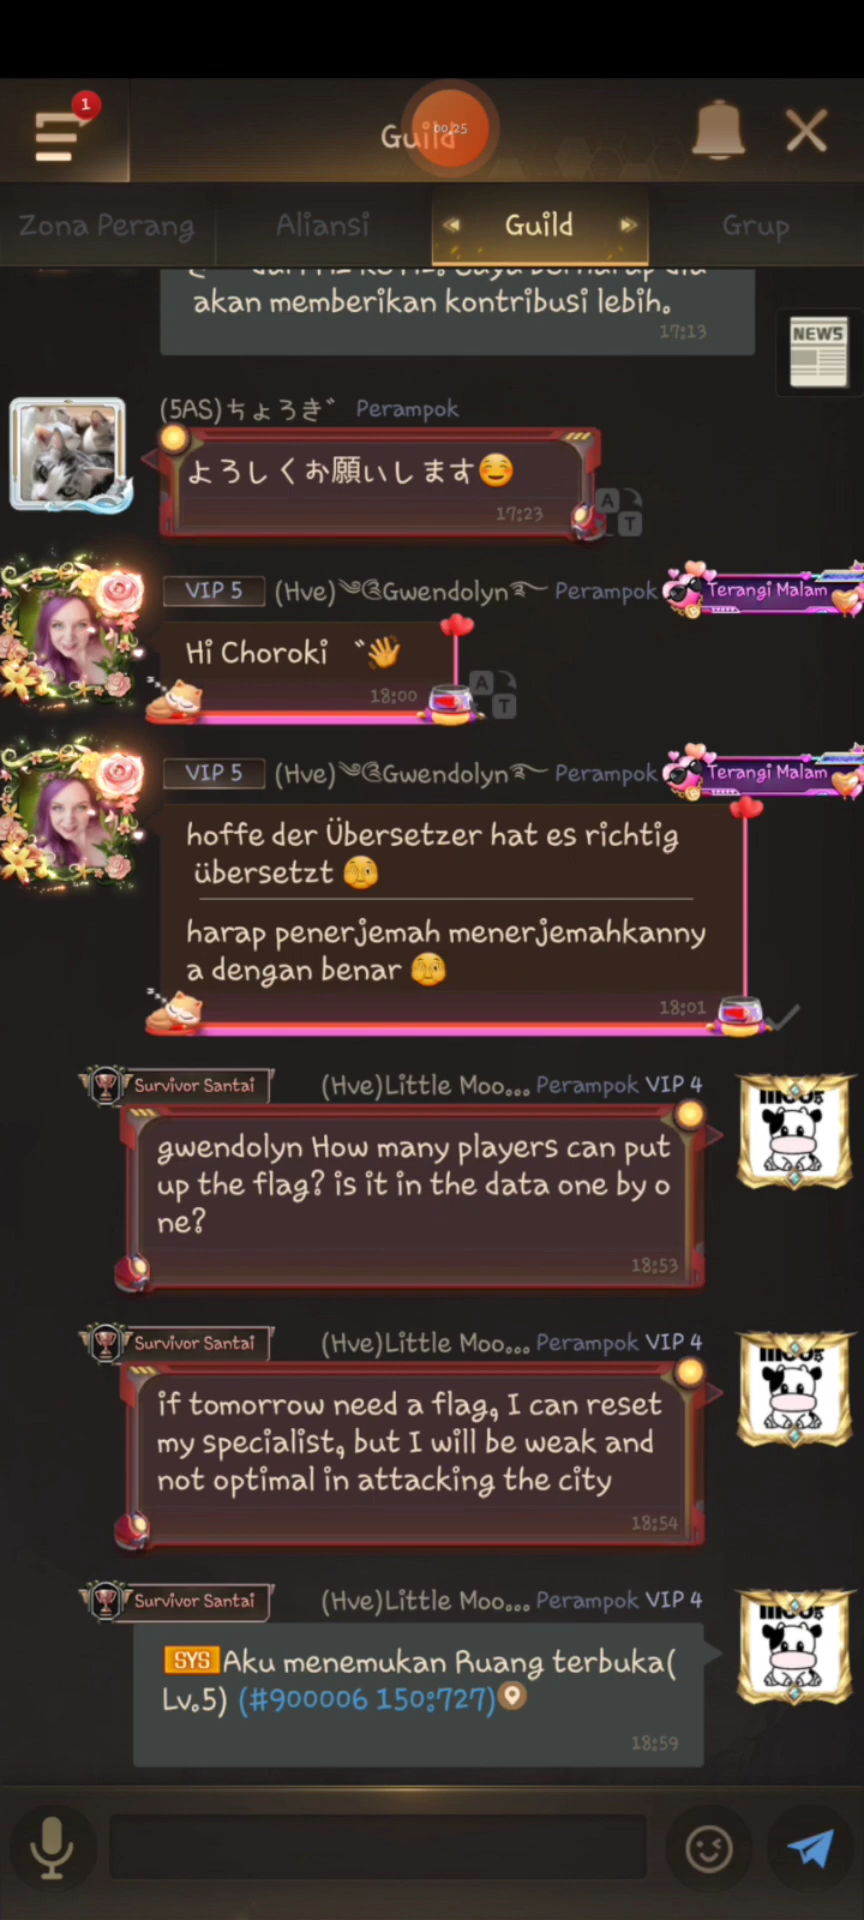 1
Guild
00:25
Zona Perang
Aliansi
Guild
Grup
akan memberikan kontribusi lebih.
17:13
NEWS
(5AS)ちょろぎ゛ Perampok
よろしくお願いします😊
17:23
A
T
VIP 5 (Hve)༄༊Gwendolyn࿐ Perampok Terangi Malam
Hi Choroki ゛👋
18:00
A
T
VIP 5 (Hve)༄༊Gwendolyn࿐ Perampok Terangi Malam
hoffe der Übersetzer hat es richtig
übersetzt 🫣
harap penerjemah menerjemahkanny
a dengan benar 🫣
18:01
Survivor Santai (Hve)Little Moo... Perampok VIP 4
gwendolyn How many players can put
up the flag? is it in the data one by o
ne?
18:53
Survivor Santai (Hve)Little Moo... Perampok VIP 4
if tomorrow need a flag, I can reset
my specialist, but I will be weak and
not optimal in attacking the city
18:54
Survivor Santai (Hve)Little Moo... Perampok VIP 4
SYS Aku menemukan Ruang terbuka(
Lv.5) (#900006 150:727)
18:59